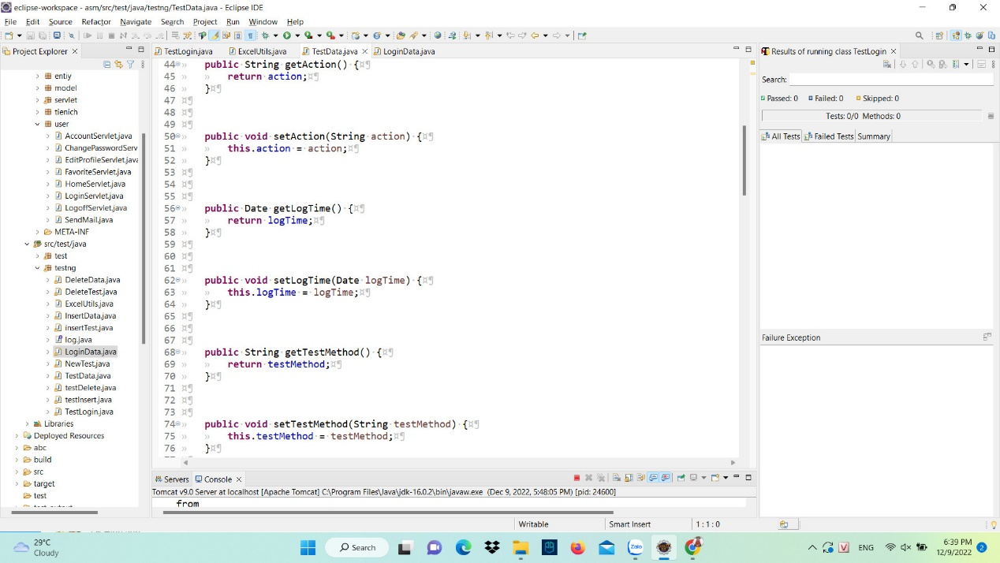 eclipse-workspace - asm/src/test/java/testng/TestData.java - Eclipse IDE
File Edit Source Refactor Navigate Search Project Run Window Help
Project Explorer
entiy
model
servlet
tienich
user
AccountServlet.java
ChangePasswordServ
EditProfileServlet.java
FavoriteServlet.java
HomeServlet.java
LoginServlet.java
LogoffServlet.java
SendMail.java
META-INF
src/test/java
test
testng
DeleteData.java
DeleteTest.java
ExcelUtils.java
InsertData.java
insertTest.java
log.java
LoginData.java
NewTest.java
TestData.java
testDelete.java
testInsert.java
TestLogin.java
Libraries
Deployed Resources
abc
build
src
target
test
TestLogin.java ExcelUtils.java TestData.java LoginData.java
44 » public·String·getAction()·{¤¶
45 » » return·action;¤¶
46 » }¤¶
47 ¤¶
48 ¤¶
49 ¤¶
50 » public·void·setAction(String·action)·{¤¶
51 » » this.action·=·action;¤¶
52 » }¤¶
53 ¤¶
54 ¤¶
55 ¤¶
56 » public·Date·getLogTime()·{¤¶
57 » » return·logTime;¤¶
58 » }¤¶
59 ¤¶
60 ¤¶
61 ¤¶
62 » public·void·setLogTime(Date·logTime)·{¤¶
63 » » this.logTime·=·logTime;¤¶
64 » }¤¶
65 ¤¶
66 ¤¶
67 ¤¶
68 » public·String·getTestMethod()·{¤¶
69 » » return·testMethod;¤¶
70 » }¤¶
71 ¤¶
72 ¤¶
73 ¤¶
74 » public·void·setTestMethod(String·testMethod)·{¤¶
75 » » this.testMethod·=·testMethod;¤¶
76 » }¤¶
Servers Console
Tomcat v9.0 Server at localhost [Apache Tomcat] C:\Program Files\Java\jdk-16.0.2\bin\javaw.exe (Dec 9, 2022, 5:48:05 PM) [pid: 24600]
from
Results of running class TestLogin
Search:
Passed: 0 Failed: 0 Skipped: 0
Tests: 0/0 Methods: 0
All Tests Failed Tests Summary
Failure Exception
Writable Smart Insert 1 : 1 : 0
29°C
Cloudy
Search
Zalo
ENG
6:39 PM
12/9/2022
2